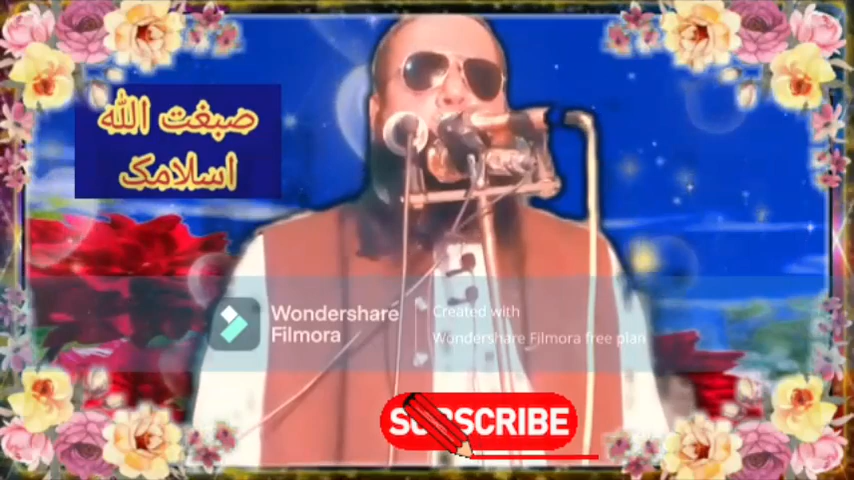 صبغت اللہ
اسلامک
Wondershare
Filmora
Created with
Wondershare Filmora free plan
SUBSCRIBE